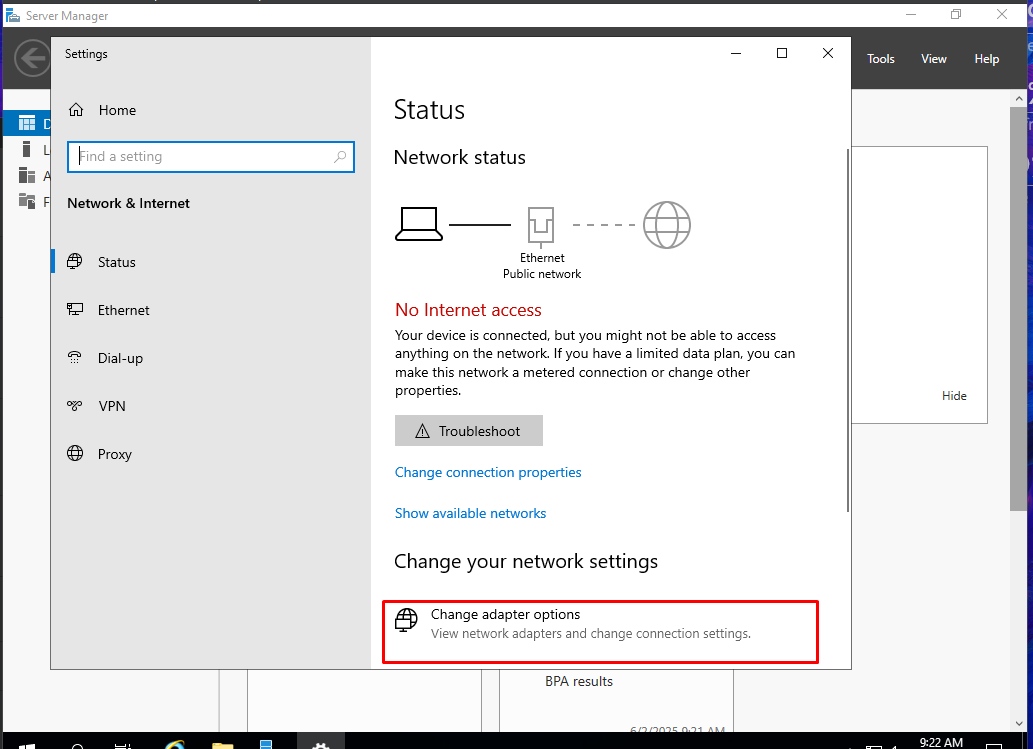 Server Manager
Settings
Tools
View
Help
Home
Find a setting
Network & Internet
Status
Ethernet
Dial-up
VPN
Proxy
Status
Network status
Ethernet
Public network
No Internet access
Your device is connected, but you might not be able to access
anything on the network. If you have a limited data plan, you can
make this network a metered connection or change other
properties.
Troubleshoot
Change connection properties
Show available networks
Change your network settings
Change adapter options
View network adapters and change connection settings.
Hide
BPA results
6/2/2025 9:21 AM
9:22 AM